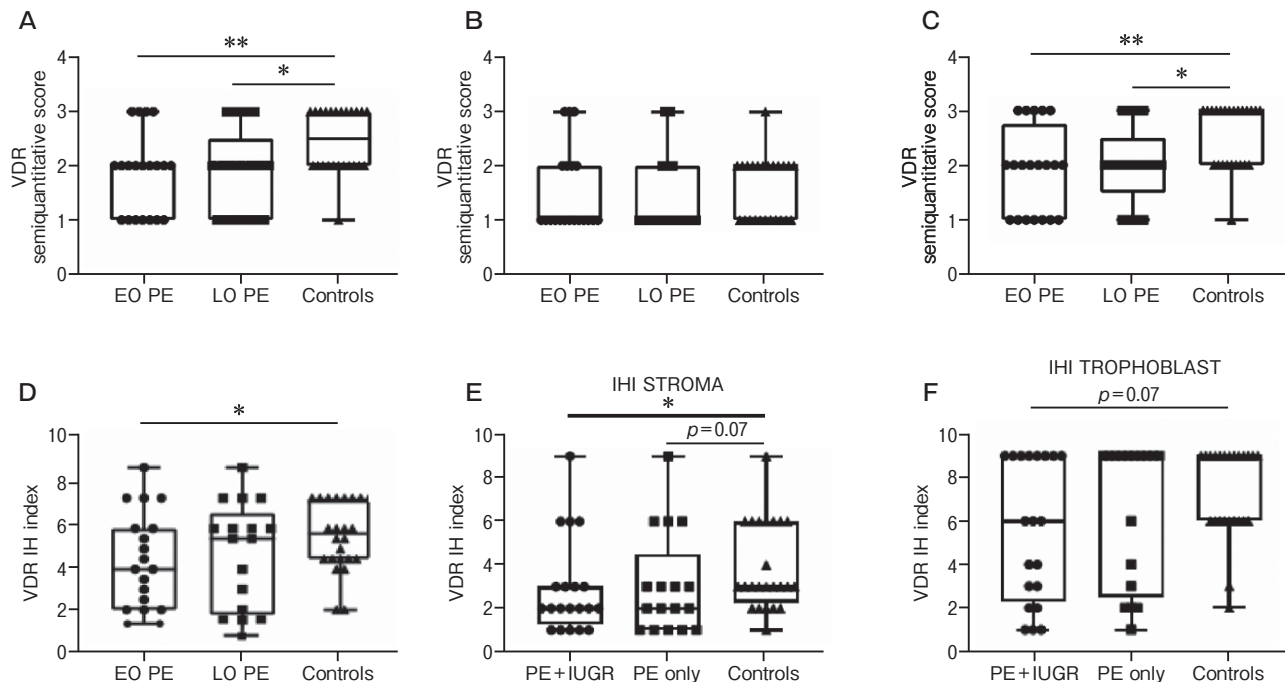 A
VDR
semiquantitative score
4
3
2
1
0
**
*
EO PE LO PE Controls
B
VDR
semiquantitative score
4
3
2
1
0
EO PE LO PE Controls
C
VDR
semiquantitative score
4
3
2
1
0
**
*
EO PE LO PE Controls
D
VDR IH index
10
8
6
4
2
0
*
EO PE LO PE Controls
E
IHI STROMA
*
p=0.07
VDR IH index
10
8
6
4
2
0
PE+IUGR PE only Controls
F
IHI TROPHOBLAST
p=0.07
VDR IH index
10
8
6
4
2
0
PE+IUGR PE only Controls